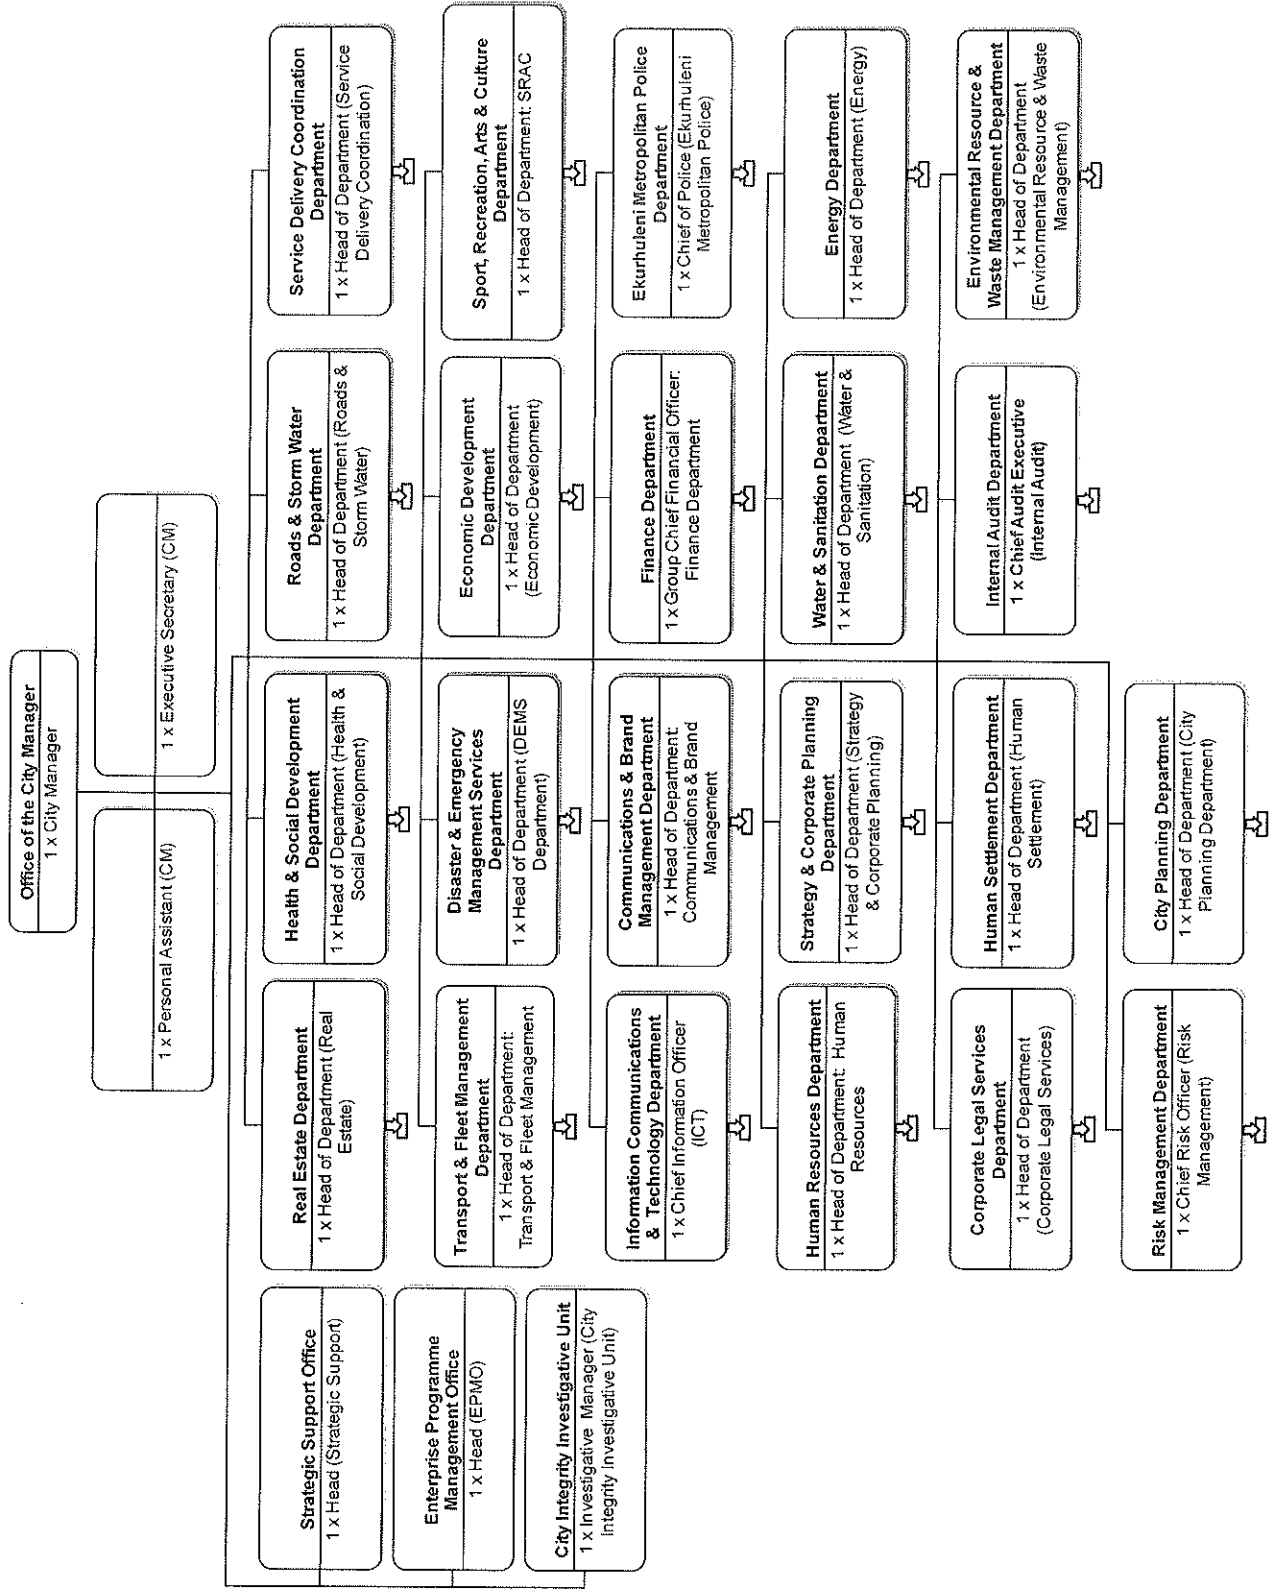 Office of the City Manager
1 x City Manager
1 x Personal Assistant (CM)
1 x Executive Secretary (CM)
Strategic Support Office
1 x Head (Strategic Support)
Enterprise Programme
Management Office
1 x Head (EPMO)
City Integrity Investigative Unit
1 x Investigative Manager (City
Integrity Investigative Unit)
Real Estate Department
1 x Head of Department (Real
Estate)
Health & Social Development
Department
1 x Head of Department (Health &
Social Development)
Roads & Storm Water
Department
1 x Head of Department (Roads &
Storm Water)
Service Delivery Coordination
Department
1 x Head of Department (Service
Delivery Coordination)
Transport & Fleet Management
Department
1 x Head of Department:
Transport & Fleet Management
Disaster & Emergency
Management Services
Department
1 x Head of Department (DEMS
Department)
Economic Development
Department
1 x Head of Department
(Economic Development)
Sport, Recreation, Arts & Culture
Department
1 x Head of Department: SRAC
Information Communications
& Technology Department
1 x Chief Information Officer
(ICT)
Communications & Brand
Management Department
1 x Head of Department:
Communications & Brand
Management
Finance Department
1 x Group Chief Financial Officer:
Finance Department
Ekurhuleni Metropolitan Police
Department
1 x Chief of Police (Ekurhuleni
Metropolitan Police)
Human Resources Department
1 x Head of Department: Human
Resources
Strategy & Corporate Planning
Department
1 x Head of Department (Strategy
& Corporate Planning)
Water & Sanitation Department
1 x Head of Department (Water &
Sanitation)
Energy Department
1 x Head of Department (Energy)
Corporate Legal Services
Department
1 x Head of Department
(Corporate Legal Services)
Human Settlement Department
1 x Head of Department (Human
Settlement)
Internal Audit Department
1 x Chief Audit Executive
(Internal Audit)
Environmental Resource &
Waste Management Department
1 x Head of Department
(Environmental Resource & Waste
Management)
Risk Management Department
1 x Chief Risk Officer (Risk
Management)
City Planning Department
1 x Head of Department (City
Planning Department)